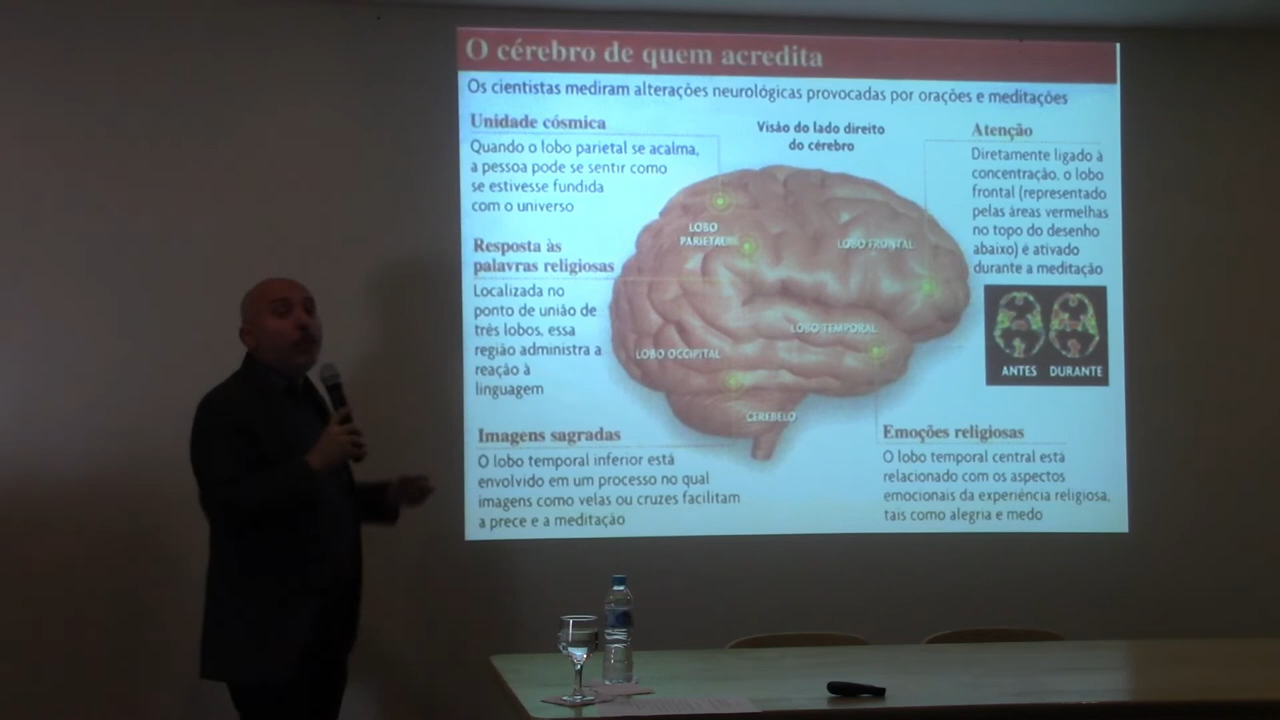 O cérebro de quem acredita
Os cientistas mediram alterações neurológicas provocadas por orações e meditações
Unidade cósmica
Quando o lobo parietal se acalma,
a pessoa pode se sentir como
se estivesse fundida
com o universo
Visão do lado direito
do cérebro
Atenção
Diretamente ligado à
concentração, o lobo
frontal (representado
pelas áreas vermelhas
no topo do desenho
abaixo) é ativado
durante a meditação
ANTES DURANTE
LOBO
PARIETAL
LOBO FRONTAL
LOBO TEMPORAL
LOBO OCCIPITAL
CEREBELO
Resposta às
palavras religiosas
Localizada no
ponto de união de
três lobos, essa
região administra a
reação à
linguagem
Imagens sagradas
O lobo temporal inferior está
envolvido em um processo no qual
imagens como velas ou cruzes facilitam
a prece e a meditação
Emoções religiosas
O lobo temporal central está
relacionado com os aspectos
emocionais da experiência religiosa,
tais como alegria e medo